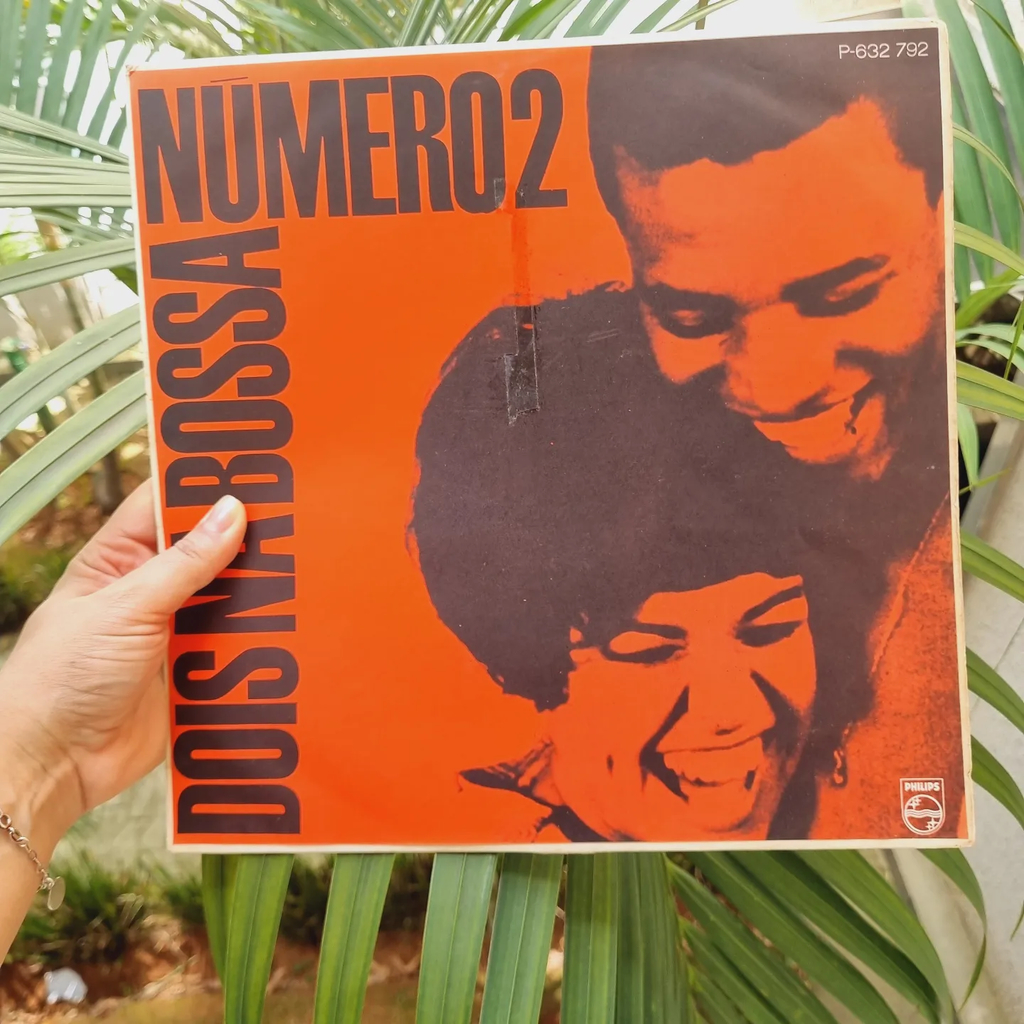 P-632 792
NÚMERO 2
DOIS NA BOSSA
PHILIPS